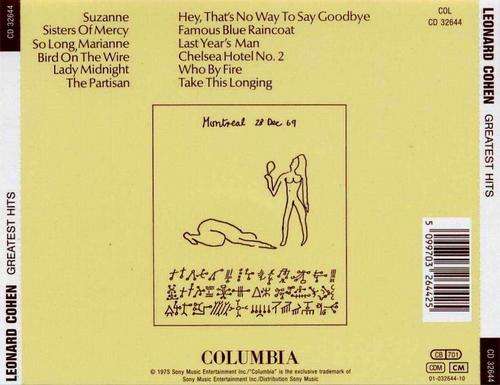 CD 32644
LEONARD COHEN GREATEST HITS
Suzanne
Sisters Of Mercy
So Long, Marianne
Bird On The Wire
Lady Midnight
The Partisan
Hey, That's No Way To Say Goodbye
Famous Blue Raincoat
Last Year's Man
Chelsea Hotel No. 2
Who By Fire
Take This Longing
COL
CD 32644
Montreal 28 Dec 69
COLUMBIA
© 1975 Sony Music Entertainment Inc./"Columbia" is the exclusive trademark of
Sony Music Entertainment Inc./Distribution Sony Music
5 099703 264425
CB 701
COM CM
01-032644-10
LEONARD COHEN GREATEST HITS
CD 32644